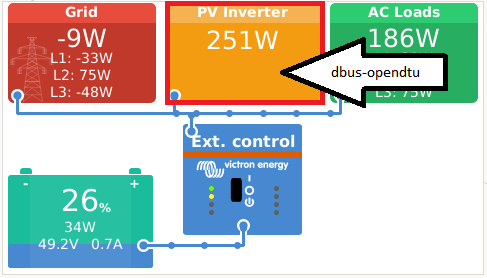 Grid
-9W
L1: -33W
L2: 75W
L3: -48W
PV Inverter
251W
dbus-opendtu
AC Loads
186W
L3: 75W
Ext. control
victron energy
I
O
- +
26%
34W
49.2V 0.7A